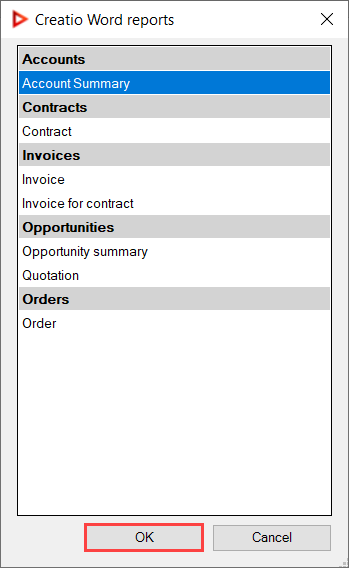 Creatio Word reports
Accounts
Account Summary
Contracts
Contract
Invoices
Invoice
Invoice for contract
Opportunities
Opportunity summary
Quotation
Orders
Order
OK
Cancel